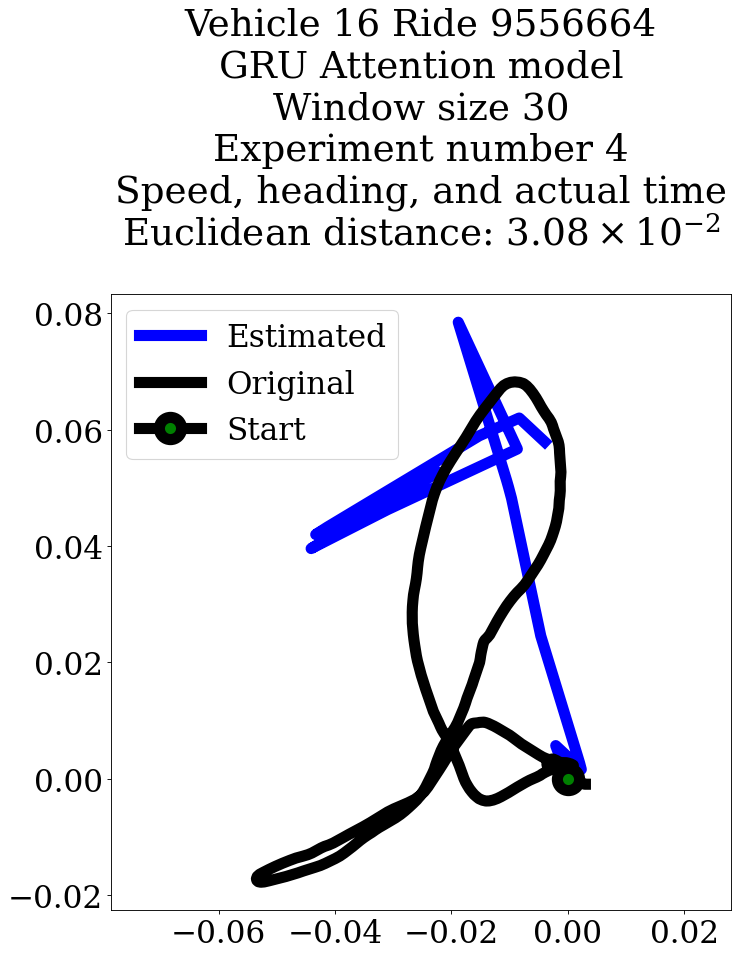 Vehicle 16 Ride 9556664
GRU Attention model
Window size 30
Experiment number 4
Speed, heading, and actual time
Euclidean distance: 3.08 × 10⁻²
Estimated
Original
Start
0.08
0.06
0.04
0.02
0.00
−0.02
−0.06 −0.04 −0.02 0.00 0.02